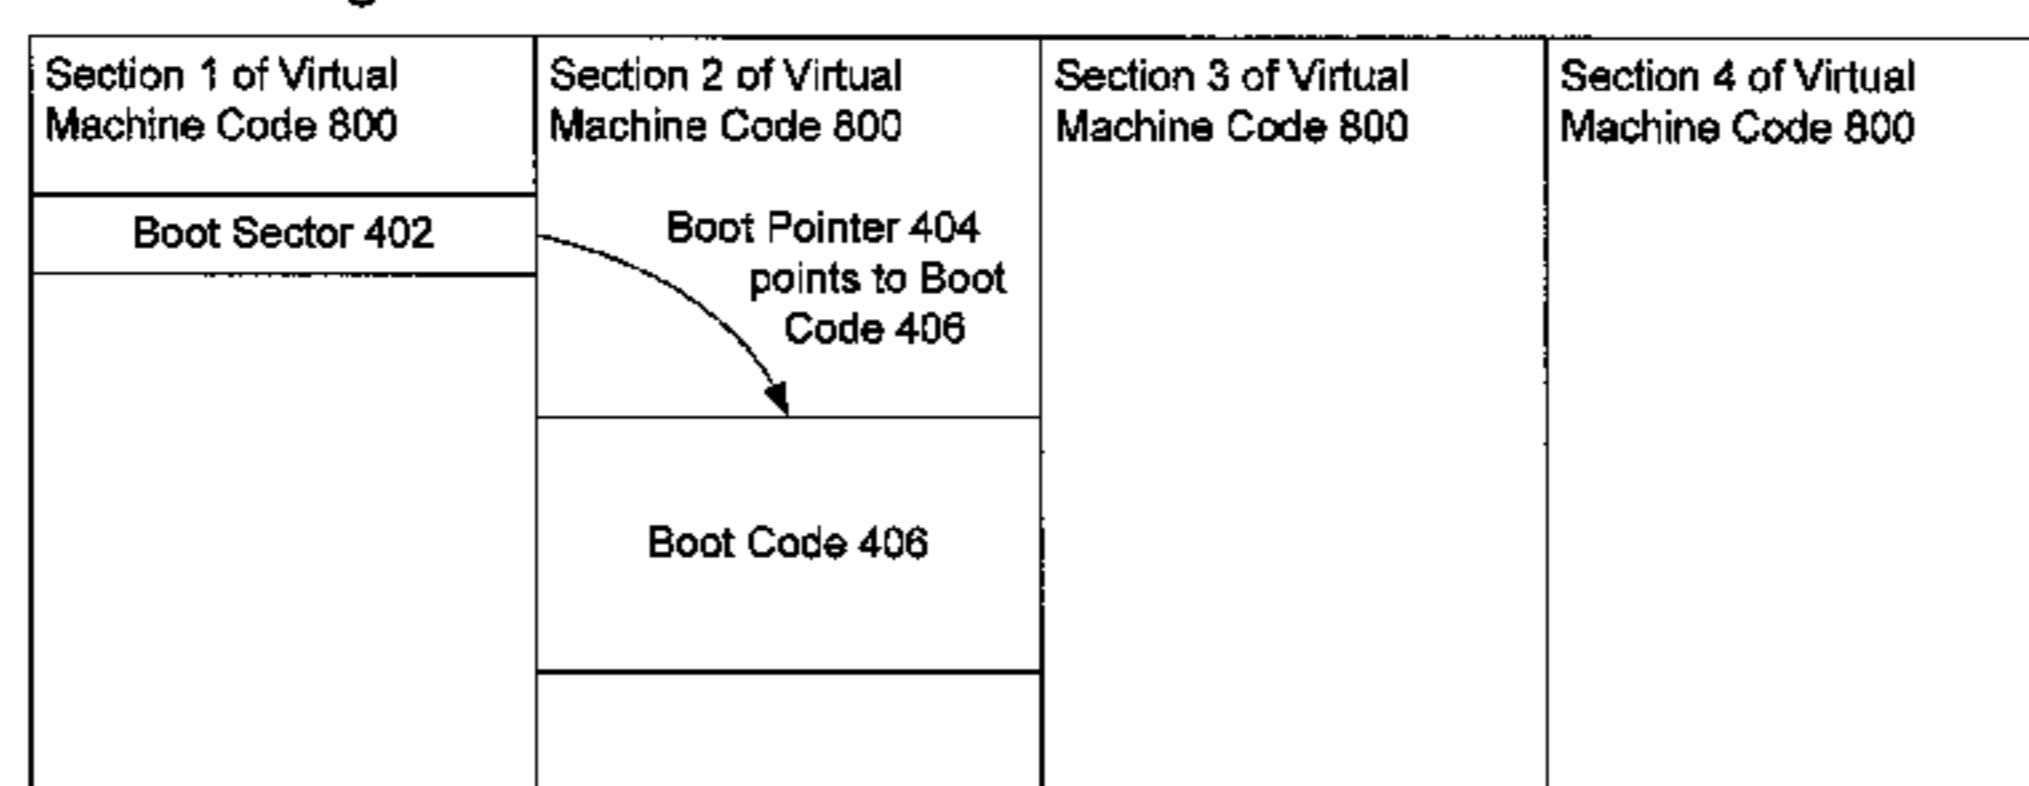 Section 1 of Virtual
Machine Code 800
Section 2 of Virtual
Machine Code 800
Section 3 of Virtual
Machine Code 800
Section 4 of Virtual
Machine Code 800
Boot Sector 402
Boot Pointer 404
points to Boot
Code 406
Boot Code 406